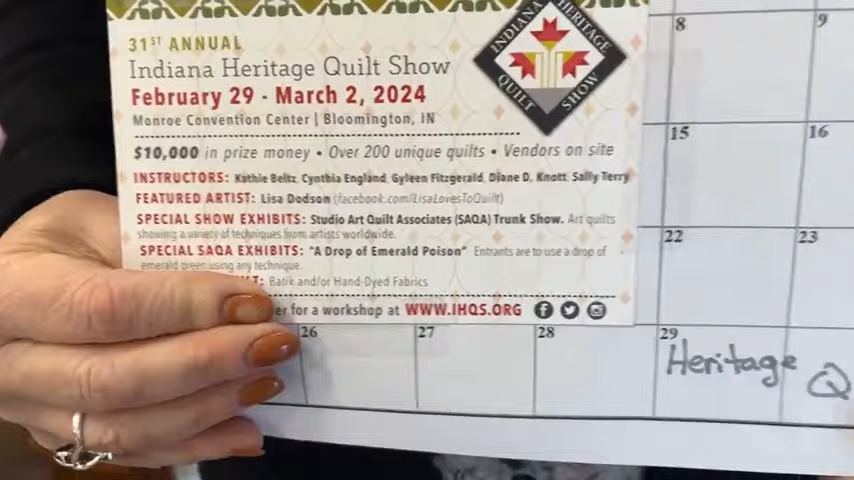 31ST ANNUAL
Indiana Heritage Quilt Show
February 29 - March 2, 2024
Monroe Convention Center | Bloomington, IN
$10,000 in prize money • Over 200 unique quilts • Vendors on site
INSTRUCTORS: Kathie Beltz, Cynthia England, Gyleen Fitzgerald, Diane D. Knott, Sally Terry
FEATURED ARTIST: Lisa Dodson (facebook.com/LisaLovesToQuilt)
SPECIAL SHOW EXHIBITS: Studio Art Quilt Associates (SAQA) Trunk Show. Art quilts
showing a variety of techniques from artists worldwide.
SPECIAL SAQA EXHIBITS: "A Drop of Emerald Poison" Entrants are to use a drop of
emerald green using any technique.
Batik and/or Hand-Dyed Fabrics
for a workshop at WWW.IHQS.ORG
INDIANA HERITAGE
QUILT SHOW
8
9
15
16
22
23
26
27
28
29
Heritage Q